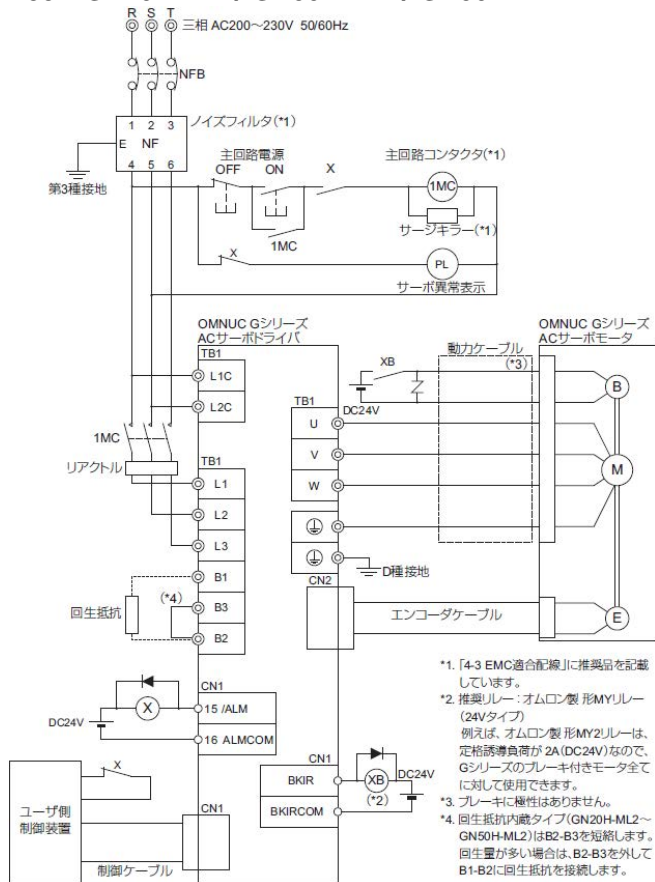 R S T
三相 AC200～230V 50/60Hz
NFB
ノイズフィルタ(*1)
1 2 3
E NF
4 5 6
第3種接地
主回路電源
OFF ON
X
主回路コンタクタ(*1)
1MC
サージキラー(*1)
1MC
X
PL
サーボ異常表示
OMNUC Gシリーズ
ACサーボドライバ
OMNUC Gシリーズ
ACサーボモータ
TB1
L1C
L2C
動力ケーブル
(*3)
XB
DC24V
B
TB1
U
V
W
M
1MC
リアクトル
TB1
L1
L2
L3
B1
B3
B2
(*4)
回生抵抗
D種接地
CN2
エンコーダケーブル
E
CN1
X
15 /ALM
DC24V
16 ALMCOM
X
ユーザ側
制御装置
CN1
制御ケーブル
CN1
BKIR
XB
DC24V
(*2)
BKIRCOM
*1. 「4-3 EMC適合配線」に推奨品を記載
しています。
*2. 推奨リレー：オムロン製 形MYリレー
(24Vタイプ)
例えば、オムロン製 形MY2リレーは、
定格誘導負荷が 2A(DC24V)なので、
Gシリーズのブレーキ付きモータ全て
に対して使用できます。
*3. ブレーキに極性はありません。
*4. 回生抵抗内蔵タイプ(GN20H-ML2～
GN50H-ML2)はB2-B3を短絡します。
回生量が多い場合は、B2-B3を外して
B1-B2に回生抵抗を接続します。